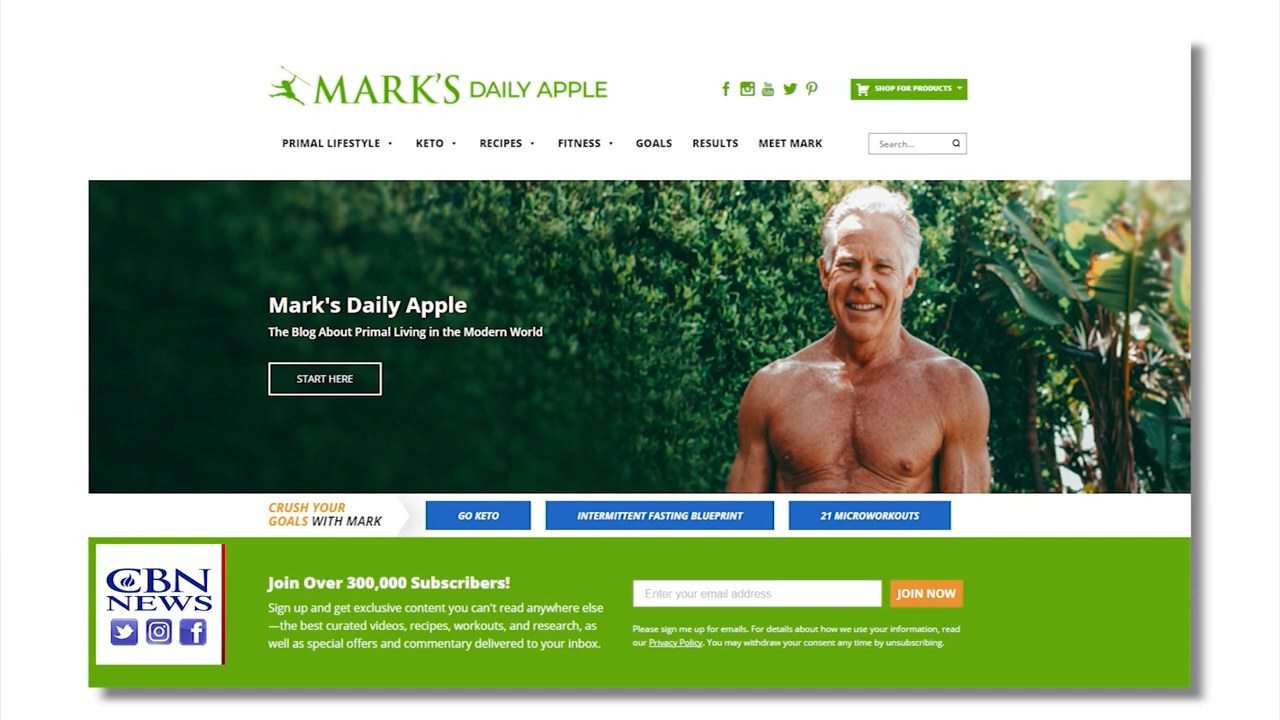 MARK'S DAILY APPLE
SHOP FOR PRODUCTS
PRIMAL LIFESTYLE
KETO
RECIPES
FITNESS
GOALS
RESULTS
MEET MARK
Search...
Mark's Daily Apple
The Blog About Primal Living in the Modern World
START HERE
CRUSH YOUR
GOALS WITH MARK
GO KETO
INTERMITTENT FASTING BLUEPRINT
21 MICROWORKOUTS
CBN
NEWS
Join Over 300,000 Subscribers!
Sign up and get exclusive content you can't read anywhere else
—the best curated videos, recipes, workouts, and research, as
well as special offers and commentary delivered to your inbox.
Enter your email address
JOIN NOW
Please sign me up for emails. For details about how we use your information, read
our Privacy Policy. You may withdraw your consent any time by unsubscribing.